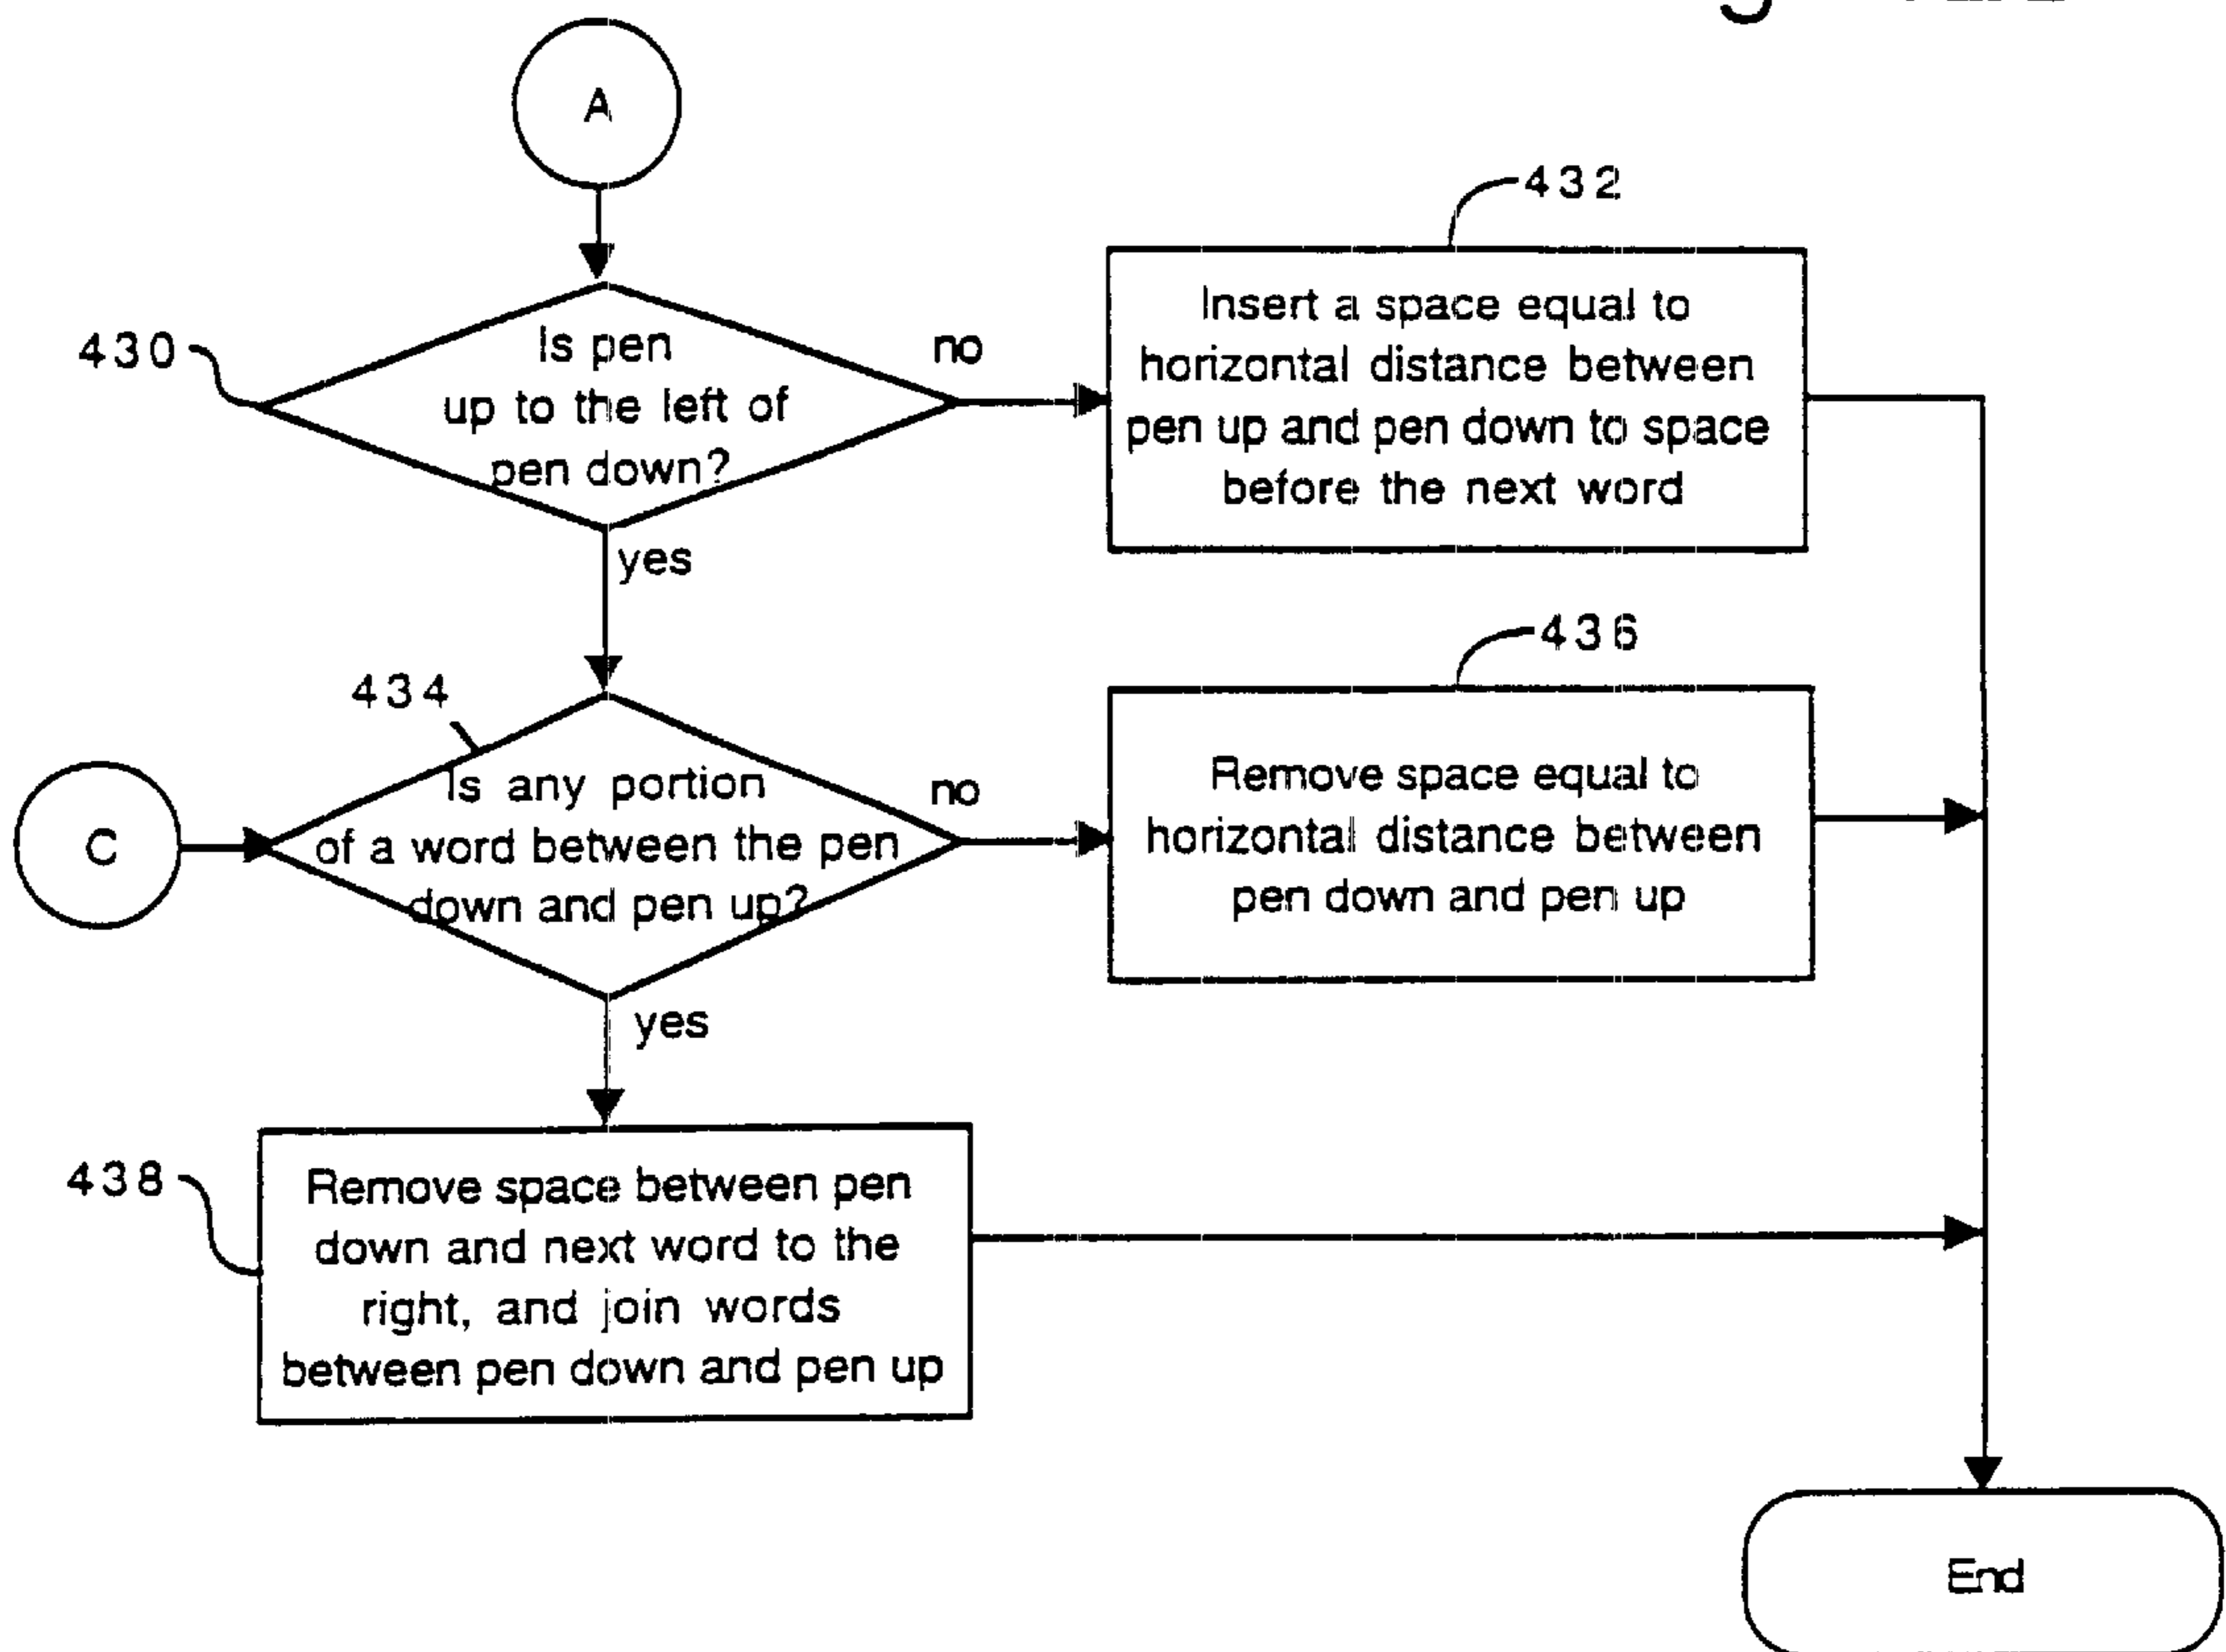 A
432
Insert a space equal to
horizontal distance between
pen up and pen down to space
before the next word
430
Is pen
up to the left of
pen down?
no
yes
436
434
C
Is any portion
of a word between the pen
down and pen up?
no
Remove space equal to
horizontal distance between
pen down and pen up
yes
438
Remove space between pen
down and next word to the
right, and join words
between pen down and pen up
End